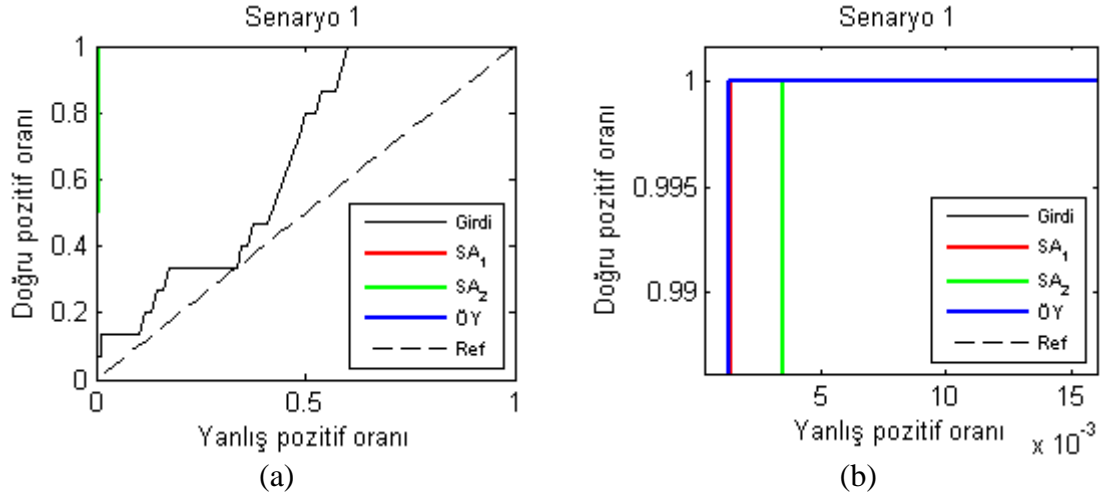 Senaryo 1
Doğru pozitif oranı
1
0.8
0.6
0.4
0.2
0
0
0.5
1
Girdi
SA1
SA2
ÖY
Ref
Yanlış pozitif oranı
(a)
Senaryo 1
Doğru pozitif oranı
1
0.995
0.99
5
10
15
Girdi
SA1
SA2
ÖY
Ref
Yanlış pozitif oranı
x 10-3
(b)